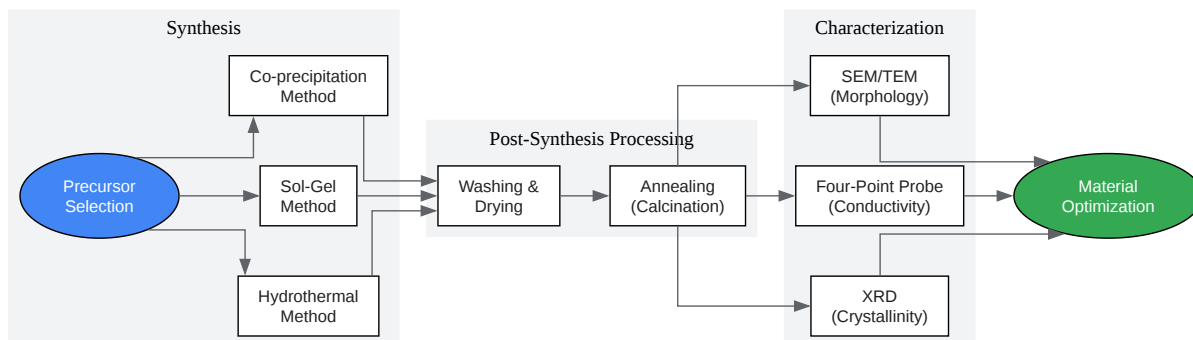 Synthesis
Co-precipitation
Method
Precursor
Selection
Sol-Gel
Method
Hydrothermal
Method
Post-Synthesis Processing
Washing &
Drying
Annealing
(Calcination)
Characterization
SEM/TEM
(Morphology)
Four-Point Probe
(Conductivity)
XRD
(Crystallinity)
Material
Optimization